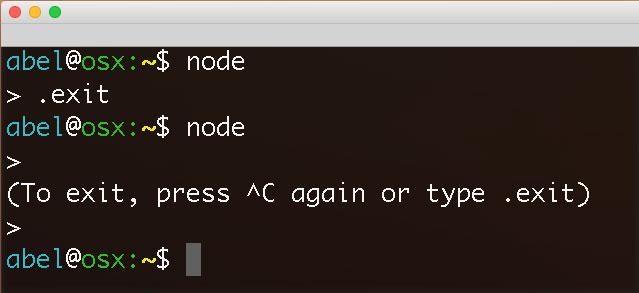 abel@osx:~$ node
> .exit
abel@osx:~$ node
>
(To exit, press ^C again or type .exit)
>
abel@osx:~$